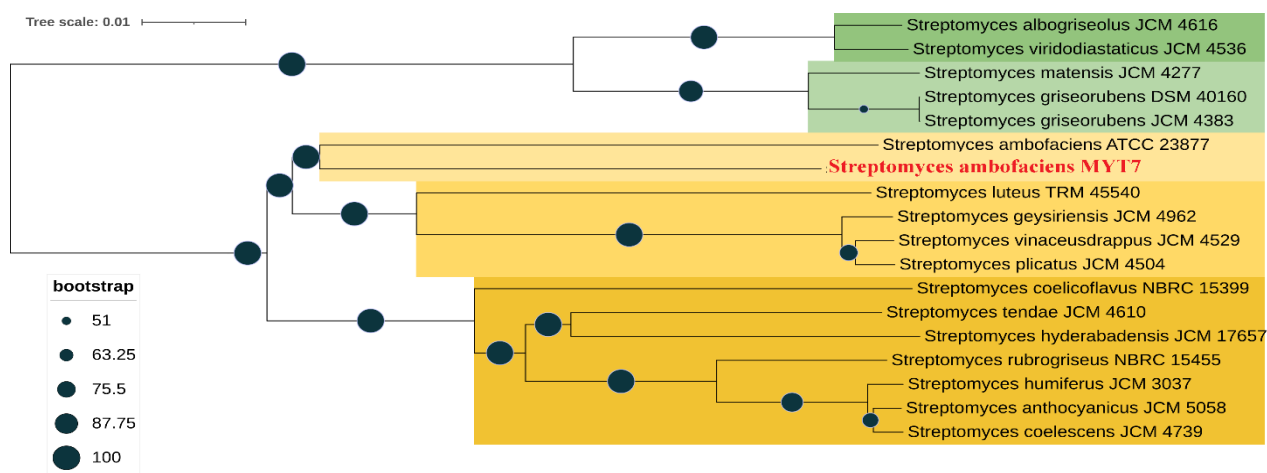 Tree scale: 0.01
Streptomyces albogriseolus JCM 4616
Streptomyces viridodiastaticus JCM 4536
Streptomyces matensis JCM 4277
Streptomyces griseorubens DSM 40160
Streptomyces griseorubens JCM 4383
Streptomyces ambofaciens ATCC 23877
Streptomyces ambofaciens MYT7
Streptomyces luteus TRM 45540
Streptomyces geysiriensis JCM 4962
Streptomyces vinaceusdrappus JCM 4529
Streptomyces plicatus JCM 4504
Streptomyces coelicoflavus NBRC 15399
Streptomyces tendae JCM 4610
Streptomyces hyderabadensis JCM 17657
Streptomyces rubrogriseus NBRC 15455
Streptomyces humiferus JCM 3037
Streptomyces anthocyanicus JCM 5058
Streptomyces coelescens JCM 4739
bootstrap
51
63.25
75.5
87.75
100